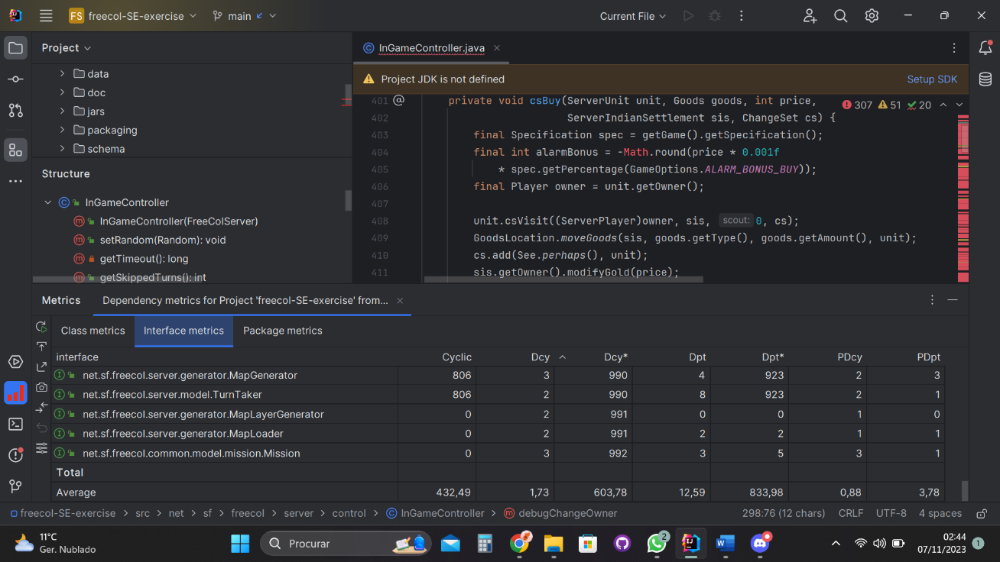 FS freecol-SE-exercise main Current File
Project
InGameController.java
data
doc
jars
packaging
schema
Project JDK is not defined Setup SDK
307 51 20
401 @ private void csBuy(ServerUnit unit, Goods goods, int price,
402 ServerIndianSettlement sis, ChangeSet cs) {
403 final Specification spec = getGame().getSpecification();
404 final int alarmBonus = -Math.round(price * 0.001f
405 * spec.getPercentage(GameOptions.ALARM_BONUS_BUY));
406 final Player owner = unit.getOwner();
407
408 unit.csVisit((ServerPlayer)owner, sis, scout: 0, cs);
409 GoodsLocation.moveGoods(sis, goods.getType(), goods.getAmount(), unit);
410 cs.add(See.perhaps(), unit);
411 sis.getOwner().modifyGold(price);
Structure
InGameController
InGameController(FreeColServer)
setRandom(Random): void
getTimeout(): long
getSkippedTurns(): int
Metrics Dependency metrics for Project 'freecol-SE-exercise' from...
Class metrics Interface metrics Package metrics
interface Cyclic Dcy Dcy* Dpt Dpt* PDcy PDpt
net.sf.freecol.server.generator.MapGenerator 806 3 990 4 923 2 3
net.sf.freecol.server.model.TurnTaker 806 2 990 8 923 2 1
net.sf.freecol.server.generator.MapLayerGenerator 0 2 991 0 0 1 0
net.sf.freecol.server.generator.MapLoader 0 2 991 2 2 1 1
net.sf.freecol.common.model.mission.Mission 0 3 992 3 5 3 1
Total
Average 432,49 1,73 603,78 12,59 833,98 0,88 3,78
freecol-SE-exercise > src > net > sf > freecol > server > control > InGameController > debugChangeOwner 298:76 (12 chars) CRLF UTF-8 4 spaces
11°C
Ger. Nublado
Procurar
2
02:44
07/11/2023
1